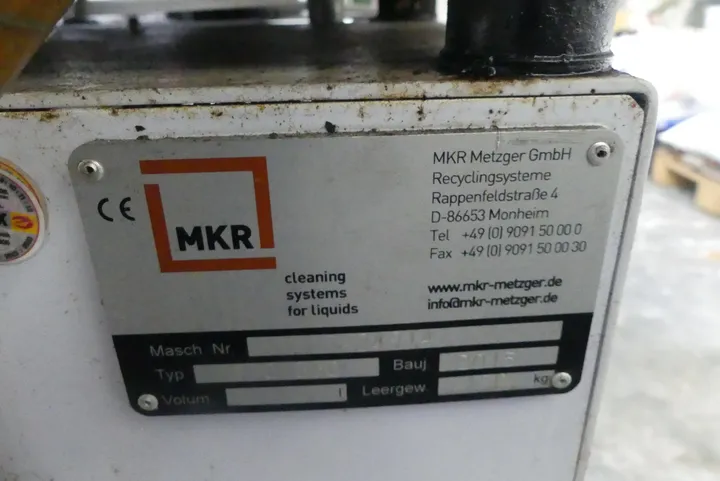 CE
MKR
cleaning
systems
for liquids
MKR Metzger GmbH
Recyclingsysteme
Rappenfeldstraße 4
D-86653 Monheim
Tel +49 (0) 9091 50 00 0
Fax +49 (0) 9091 50 00 30
www.mkr-metzger.de
info@mkr-metzger.de
Masch Nr
Typ Bauj
Volum l Leergew kg